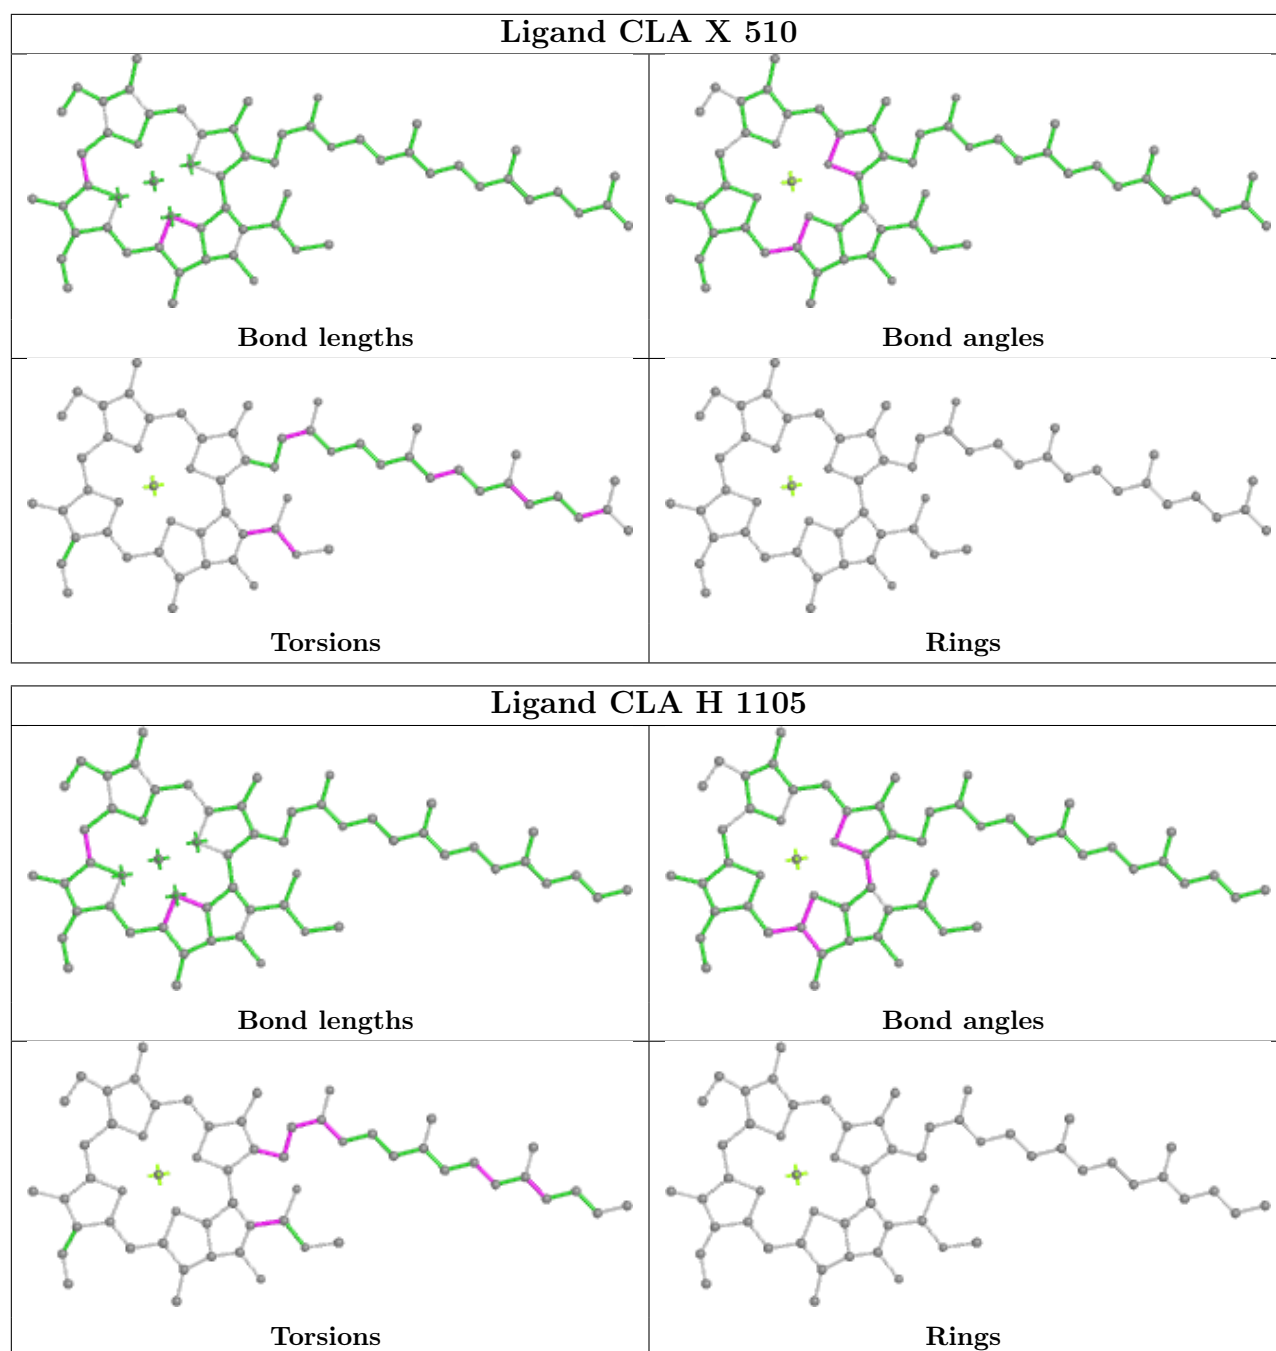 Ligand CLA X 510
Bond lengths
Bond angles
Torsions
Rings
Ligand CLA H 1105
Bond lengths
Bond angles
Torsions
Rings